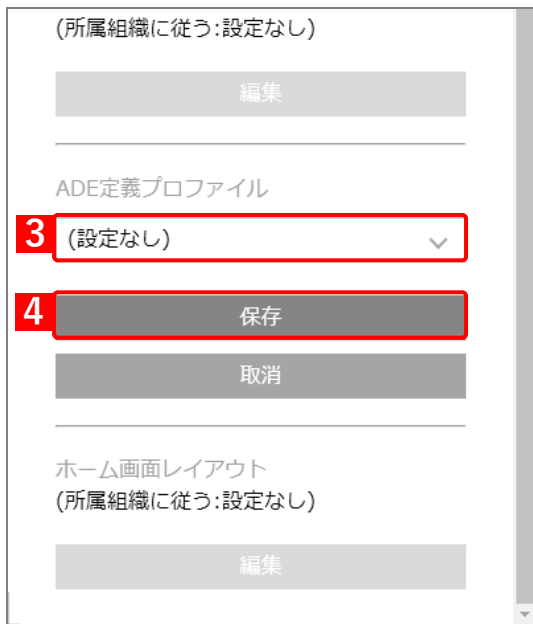 (所属組織に従う:設定なし)
編集
ADE定義プロファイル
3 (設定なし)
4 保存
取消
ホーム画面レイアウト
(所属組織に従う:設定なし)
編集